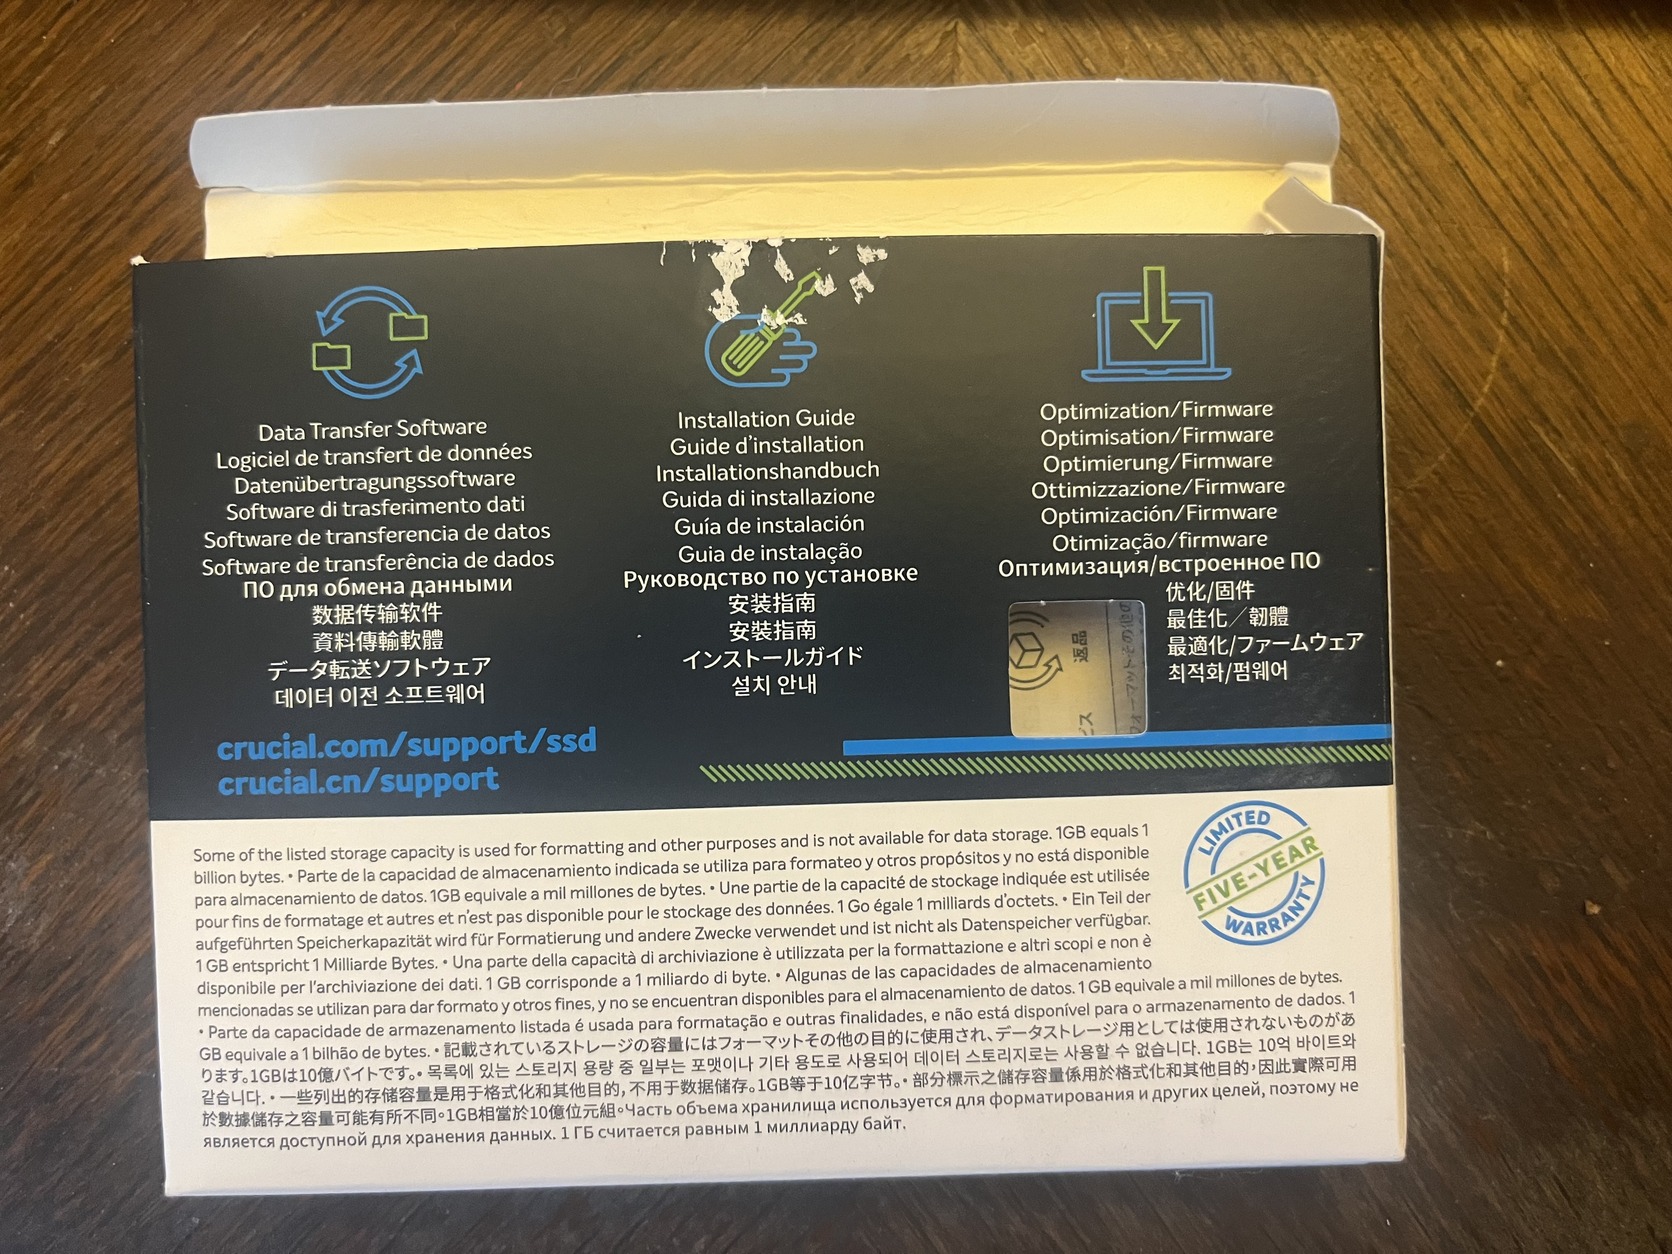 Data Transfer Software
Logiciel de transfert de données
Datenübertragungssoftware
Software di trasferimento dati
Software de transferencia de datos
Software de transferência de dados
ПО для обмена данными
数据传输软件
資料傳輸軟體
データ転送ソフトウェア
데이터 이전 소프트웨어
Installation Guide
Guide d'installation
Installationshandbuch
Guida di installazione
Guía de instalación
Guia de instalação
Руководство по установке
安装指南
安裝指南
インストールガイド
설치 안내
Optimization/Firmware
Optimisation/Firmware
Optimierung/Firmware
Ottimizzazione/Firmware
Optimización/Firmware
Otimização/firmware
Оптимизация/встроенное ПО
优化/固件
最佳化／韌體
最適化/ファームウェア
최적화/펌웨어
返品
crucial.com/support/ssd
crucial.cn/support
LIMITED
FIVE-YEAR
WARRANTY
Some of the listed storage capacity is used for formatting and other purposes and is not available for data storage. 1GB equals 1
billion bytes. • Parte de la capacidad de almacenamiento indicada se utiliza para formateo y otros propósitos y no está disponible
para almacenamiento de datos. 1GB equivale a mil millones de bytes. • Une partie de la capacité de stockage indiquée est utilisée
pour fins de formatage et autres et n'est pas disponible pour le stockage des données. 1 Go égale 1 milliards d'octets. • Ein Teil der
aufgeführten Speicherkapazität wird für Formatierung und andere Zwecke verwendet und ist nicht als Datenspeicher verfügbar.
1 GB entspricht 1 Milliarde Bytes. • Una parte della capacità di archiviazione è utilizzata per la formattazione e altri scopi e non è
disponibile per l'archiviazione dei dati. 1 GB corrisponde a 1 miliardo di byte. • Algunas de las capacidades de almacenamiento
mencionadas se utilizan para dar formato y otros fines, y no se encuentran disponibles para el almacenamiento de datos. 1 GB equivale a mil millones de bytes.
• Parte da capacidade de armazenamento listada é usada para formatação e outras finalidades, e não está disponível para o armazenamento de dados. 1
GB equivale a 1 bilhão de bytes. • 記載されているストレージの容量にはフォーマットその他の目的に使用され、データストレージ用としては使用されないものがあ
ります。1GBは10億バイトです。• 목록에 있는 스토리지 용량 중 일부는 포맷이나 기타 용도로 사용되어 데이터 스토리지로는 사용할 수 없습니다. 1GB는 10억 바이트와
같습니다. • 一些列出的存储容量是用于格式化和其他目的，不用于数据储存。1GB等于10亿字节。• 部分標示之儲存容量係用於格式化和其他目的，因此實際可用
於數據儲存之容量可能有所不同。1GB相當於10億位元組。Часть объема хранилища используется для форматирования и других целей, поэтому не
является доступной для хранения данных. 1 ГБ считается равным 1 миллиарду байт.